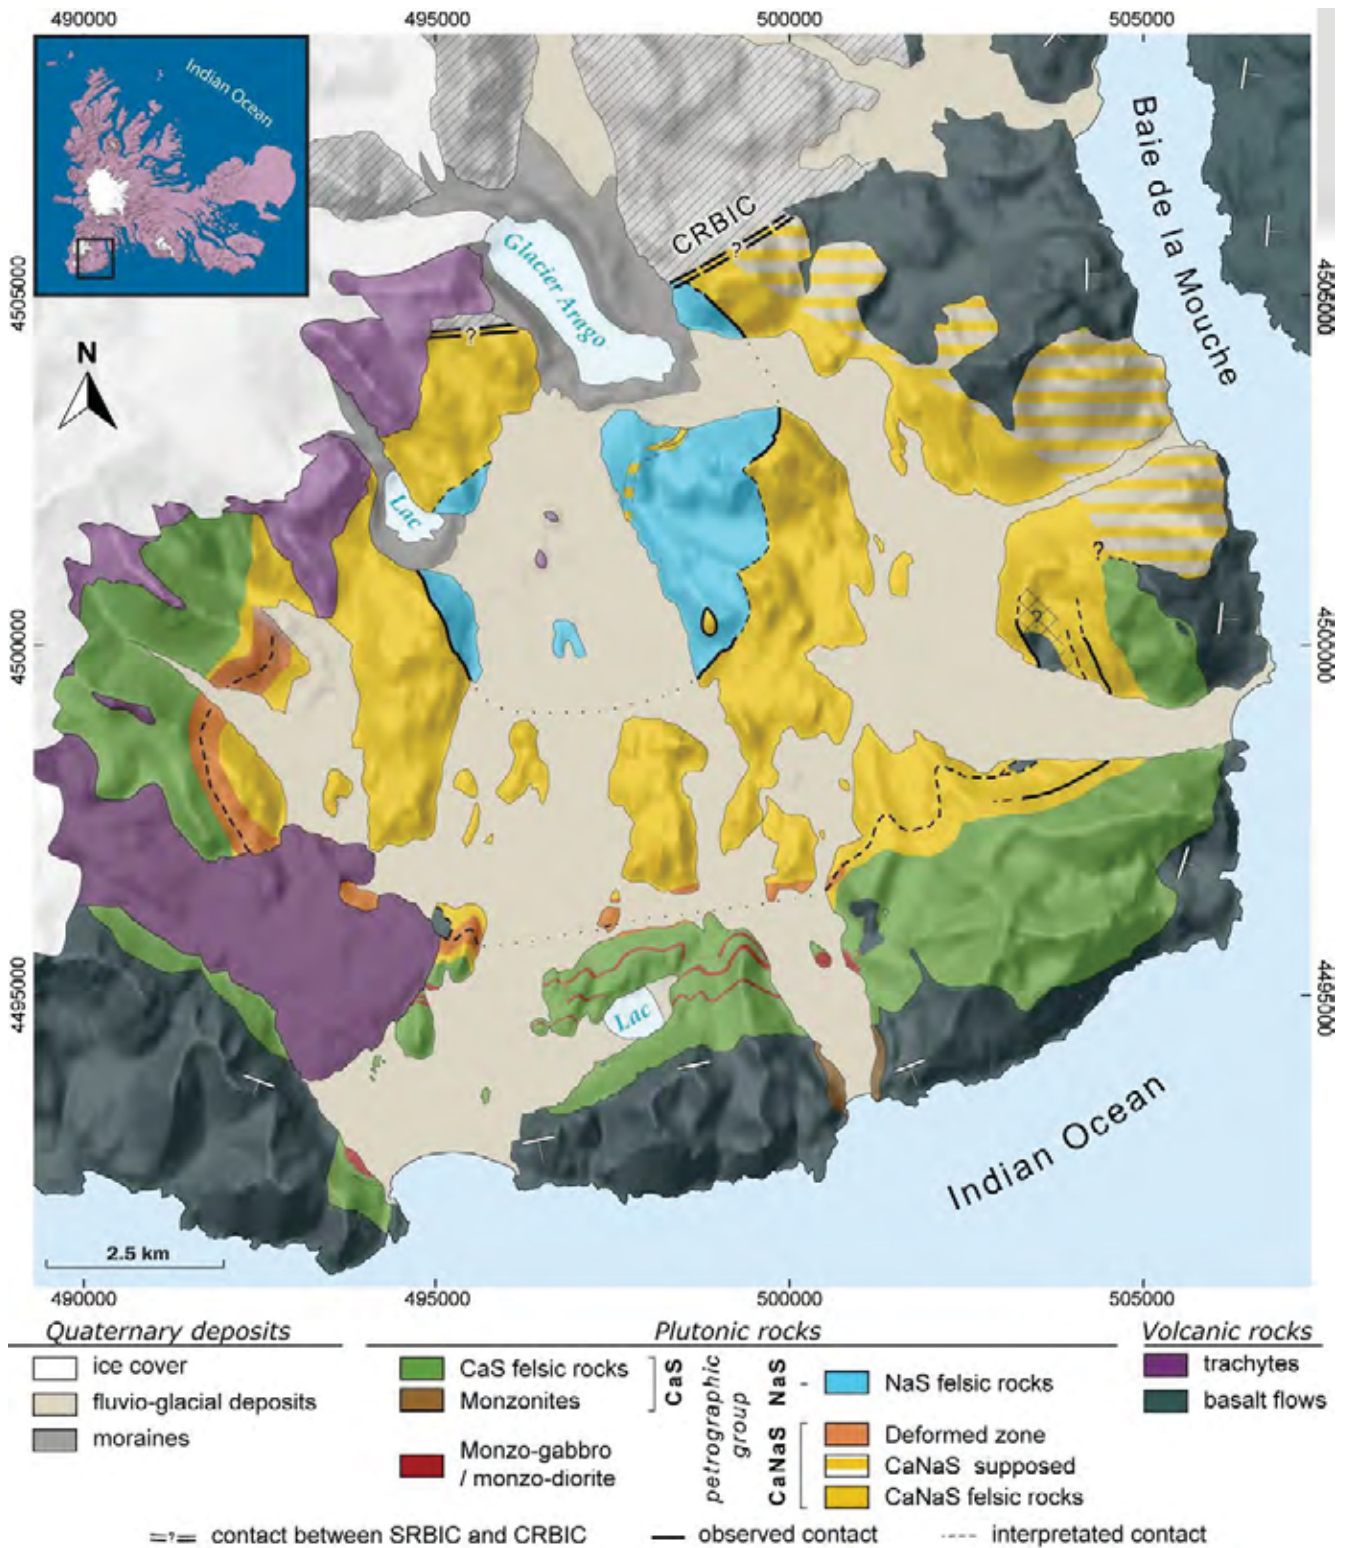 490000 495000 500000 505000
Indian Ocean
Baie de la Mouche
CRBIC
?
Glacier Arago
4505000
4505000
?
N
Lac
?
?
4500000
4500000
Lac
4495000
4495000
Indian Ocean
2.5 km
490000 495000 500000 505000
Quaternary deposits
ice cover
fluvio-glacial deposits
moraines
Plutonic rocks
CaS felsic rocks
Monzonites
CaS
Monzo-gabbro
/ monzo-diorite
petrographic
group
NaS
NaS felsic rocks
CaNaS
Deformed zone
CaNaS supposed
CaNaS felsic rocks
Volcanic rocks
trachytes
basalt flows
=?= contact between SRBIC and CRBIC
observed contact
interpretated contact